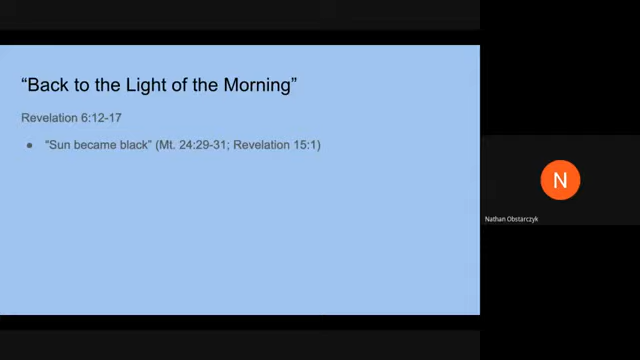 “Back to the Light of the Morning”
Revelation 6:12-17
● "Sun became black” (Mt. 24:29-31; Revelation 15:1)
N
Nathan Obstarczyk